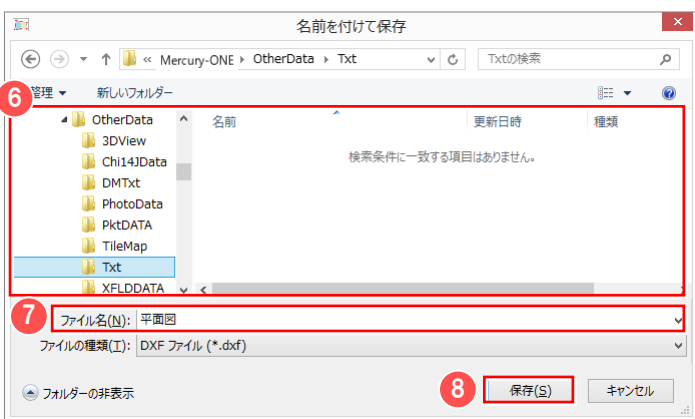 名前を付けて保存
« Mercury-ONE OtherData Txt Txtの検索
6
管理 新しいフォルダー
OtherData 名前 更新日時 種類
3DView
検索条件に一致する項目はありません。
Chi14JData
DMTxt
PhotoData
PktDATA
TileMap
Txt
XFLDDATA
7
ファイル名(N): 平面図
ファイルの種類(T): DXF ファイル (*.dxf)
8
フォルダーの非表示 保存(S) キャンセル